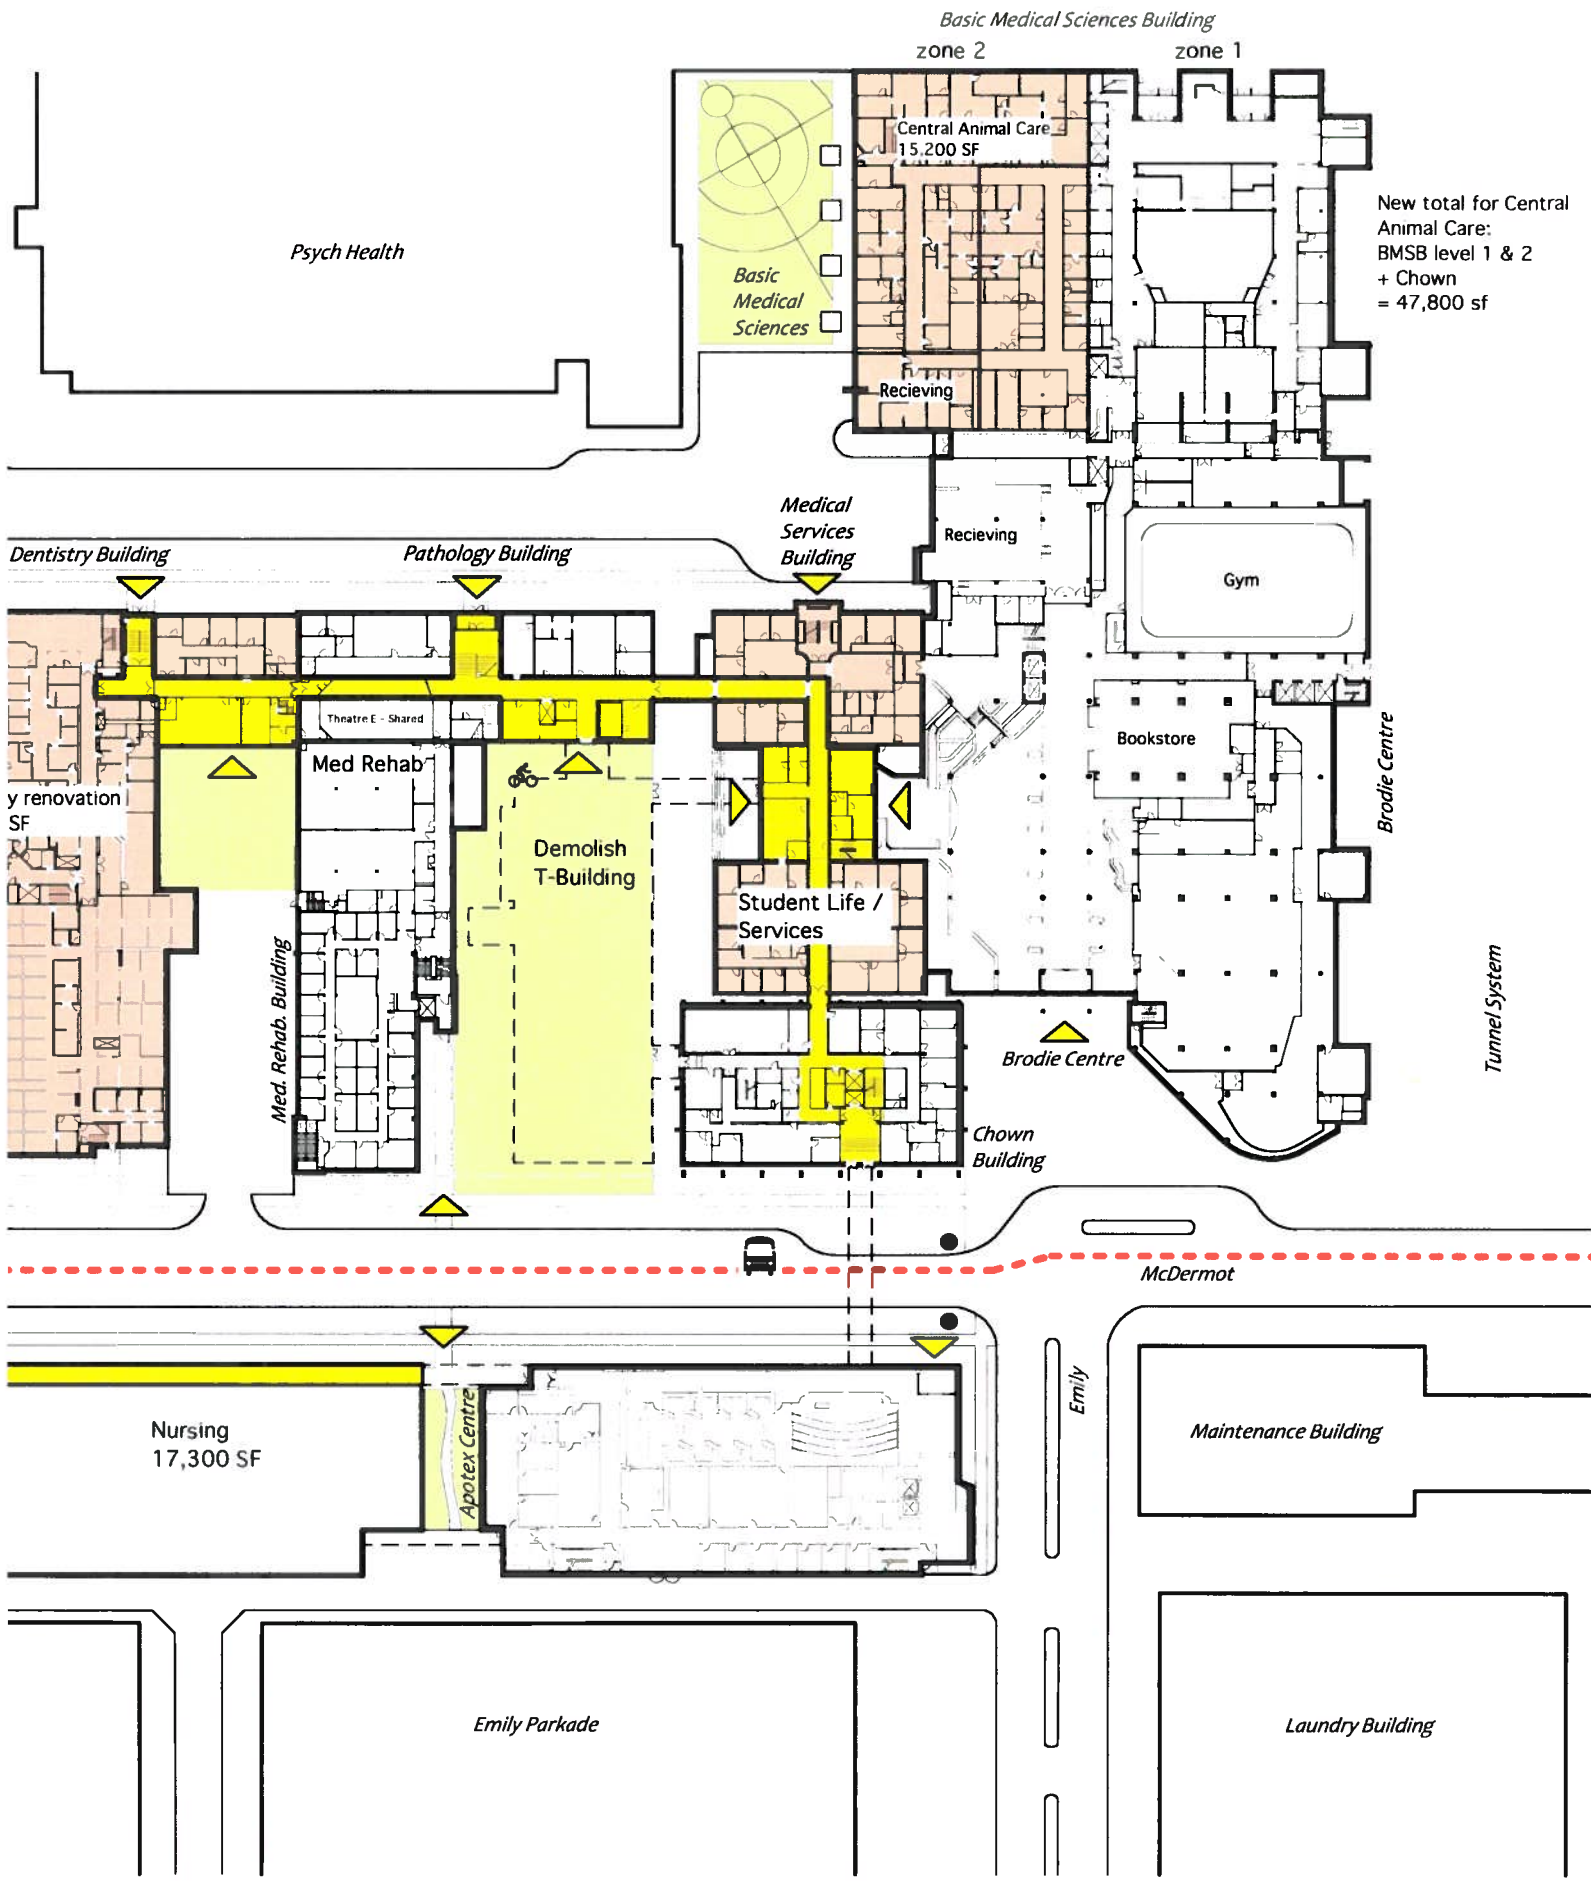 Basic Medical Sciences Building
zone 2
zone 1
Central Animal Care
15,200 SF
New total for Central
Animal Care:
BMSB level 1 & 2
+ Chown
= 47,800 sf
Psych Health
Basic
Medical
Sciences
Recieving
Medical
Services
Building
Recieving
Dentistry Building
Pathology Building
Gym
Theatre E - Shared
Bookstore
Brodie Centre
Med Rehab
y renovation
SF
Demolish
T-Building
Student Life /
Services
Med. Rehab. Building
Tunnel System
Brodie Centre
Chown
Building
McDermot
Emily
Apotex Centre
Nursing
17,300 SF
Maintenance Building
Emily Parkade
Laundry Building